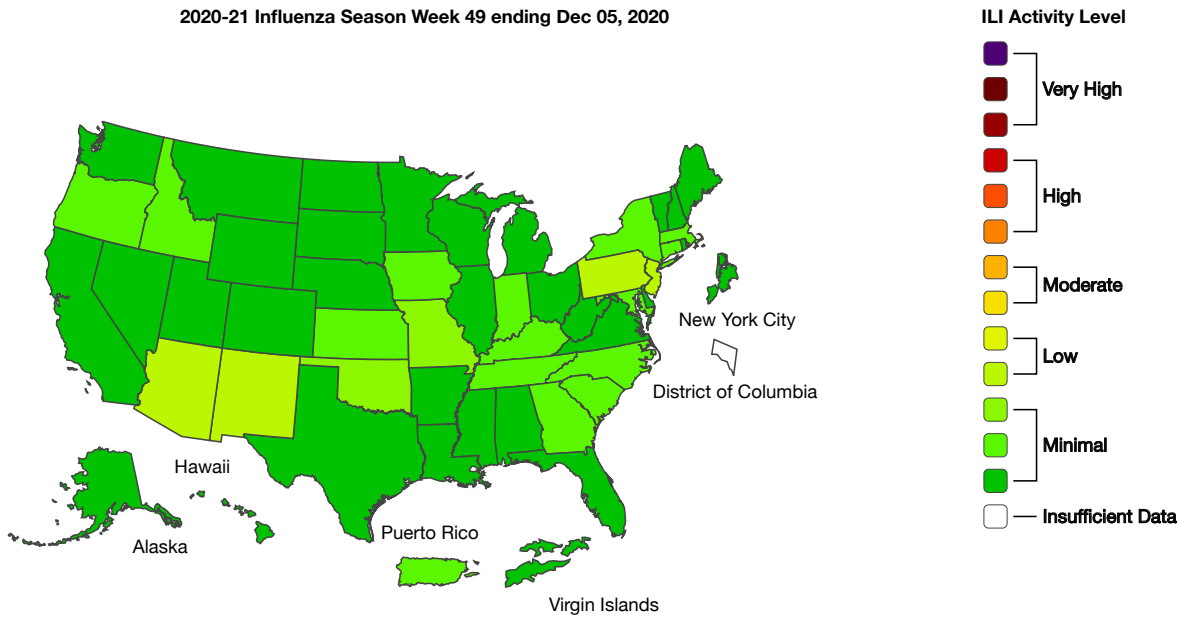 2020-21 Influenza Season Week 49 ending Dec 05, 2020
ILI Activity Level
Very High
High
Moderate
Low
Minimal
Insufficient Data
New York City
District of Columbia
Hawaii
Alaska
Puerto Rico
Virgin Islands